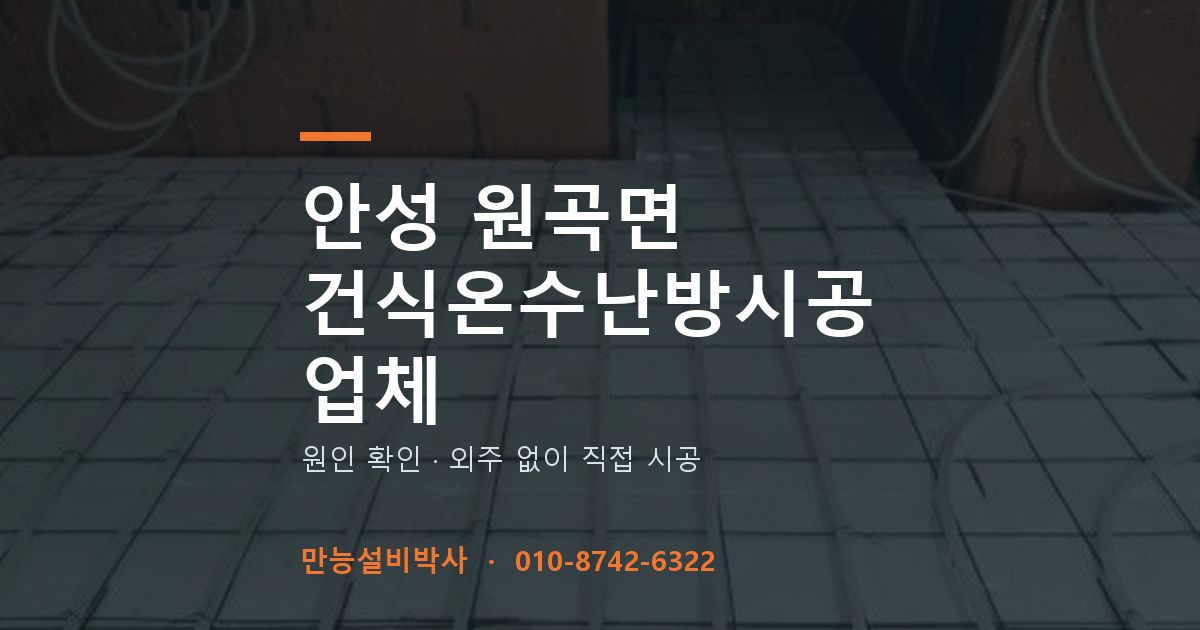 안성 원곡면
건식온수난방시공
업체
원인 확인 · 외주 없이 직접 시공
만능설비박사 · 010-8742-6322